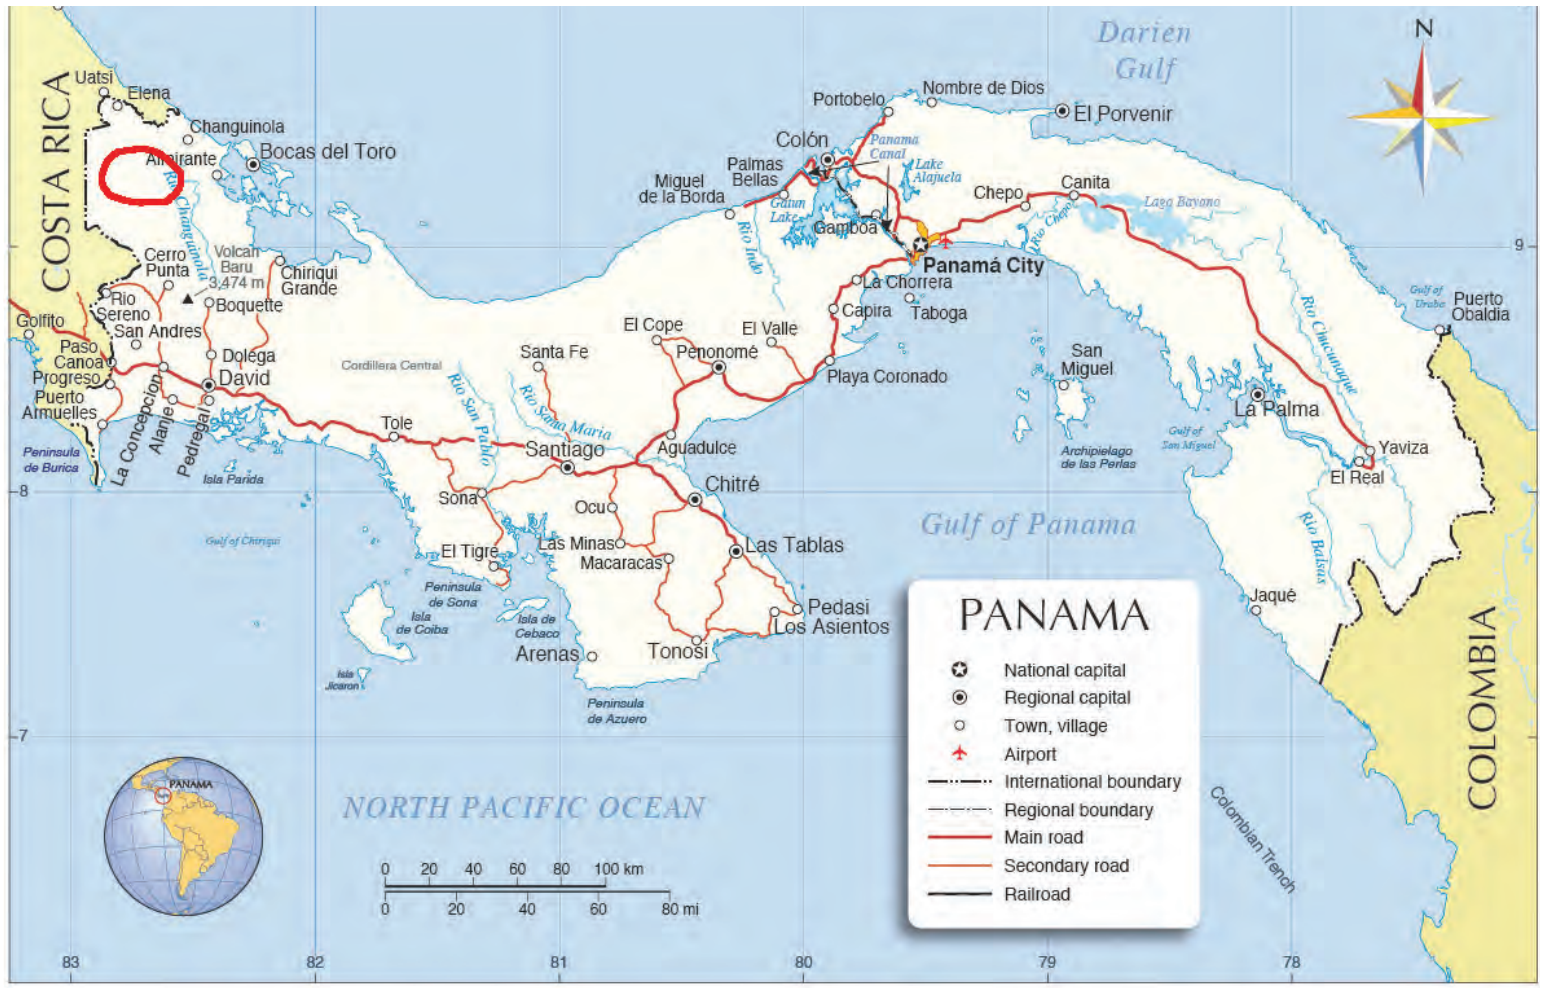 Darien
Gulf
N
COSTA RICA
Uatsi
Elena
Changuinola
Almirante
Bocas del Toro
Rio Changuinola
Cerro
Punta
Volcan
Baru
3,474 m
Chiriqui
Grande
Rio
Sereno
Boquette
San Andres
Golfito
Paso
Canoa
Progreso
Puerto
Armuelles
Dolega
David
La Concepcion
Alanje
Pedregal
Peninsula
de Burica
Isla Parida
Gulf of Chiriqui
Cordillera Central
Tole
Rio San Pablo
Santa Fe
Rio Santa Maria
Santiago
Sona
El Tigre
Peninsula
de Sona
Isla
de Coiba
Isla
Jicaron
Isla de
Cebaco
Arenas
Ocu
Las Minas
Macaracas
Tonosi
Peninsula
de Azuero
Chitré
Las Tablas
Pedasi
Los Asientos
Aguadulce
El Cope
Penonomé
El Valle
Playa Coronado
Capira
La Chorrera
Taboga
Panamá City
Gamboa
Rio Indo
Miguel
de la Borda
Palmas
Bellas
Gatun
Lake
Colón
Portobelo
Nombre de Dios
Panama
Canal
Lake
Alajuela
El Porvenir
Chepo
Canita
Rio Chepo
Lago Bayano
San
Miguel
Archipielago
de las Perlas
Gulf of Panama
Gulf of
San Miguel
La Palma
Rio Chucunaque
Yaviza
El Real
Rio Balsas
Jaqué
Gulf of
Uraba
Puerto
Obaldia
COLOMBIA
Colombian Trench
NORTH PACIFIC OCEAN
PANAMA
0 20 40 60 80 100 km
0 20 40 60 80 mi
PANAMA
National capital
Regional capital
Town, village
Airport
International boundary
Regional boundary
Main road
Secondary road
Railroad
9
9
8
7
83 82 81 80 79 78